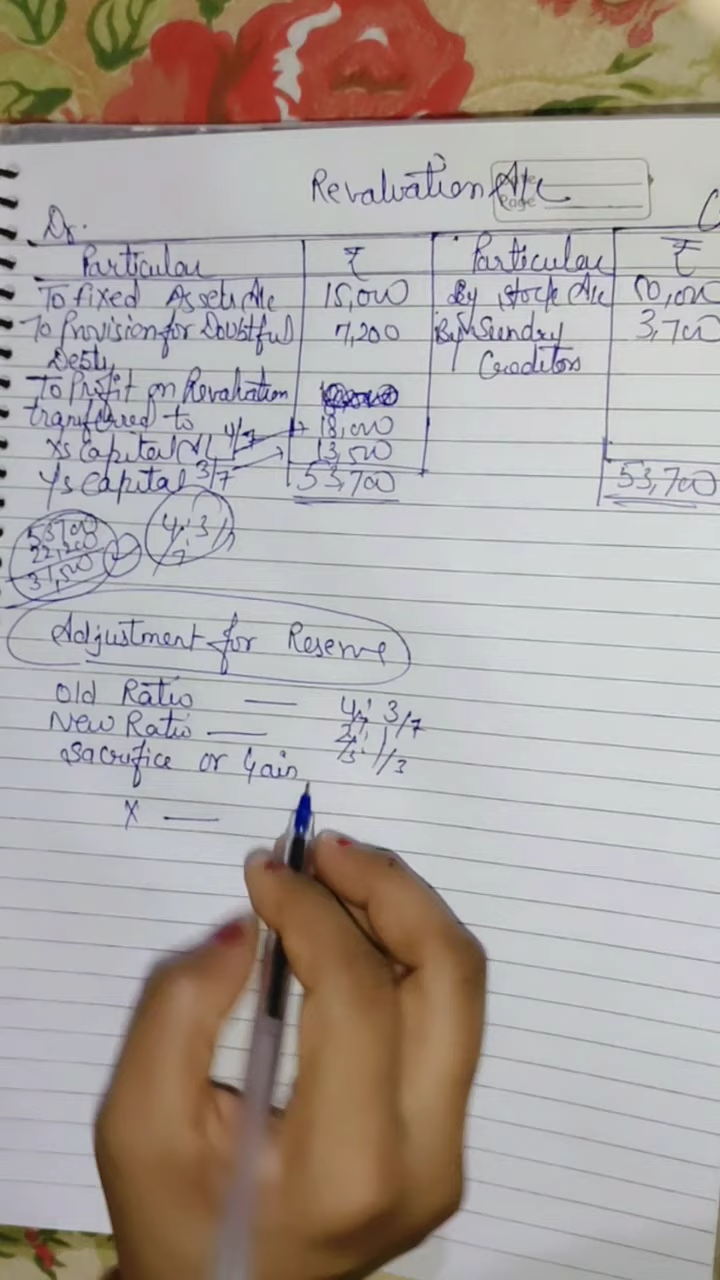 Revaluation A/c
Dr.
Particular ₹ Particular ₹
To fixed Assets A/c 15,000 By Stock A/c 50,000
To Provision for Doubtful 7,200 By Sundry 3,700
Debts Creditors
To Profit on Revaluation
transferred to 18,000
X's Capital 4/7 13,500
Y's Capital 3/7 53,700 53,700
53700 4:3
22,200 7
31,500
Adjustment for Reserve
Old Ratio — 4/7: 3/7
New Ratio — 2/3: 1/3
Sacrifice or Gain
X —